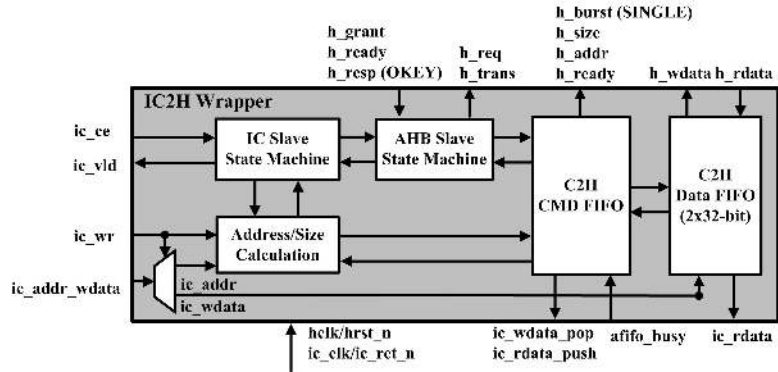 h_burst (SINGLE)
h_grant
h_size
h_ready
h_req
h_addr
h_resp (OKEY)
h_trans
h_ready
h_wdata h_rdata
IC2H Wrapper
ic_ce
ic_vld
IC Slave
State Machine
AHB Slave
State Machine
C2H
CMD FIFO
C2H
Data FIFO
(2x32-bit)
ic_wr
Address/Size
Calculation
ic_addr_wdata
ic_addr
ic_wdata
hclk/hrst_n
ic_clk/ic_rct_n
ic_wdata_pop
ic_rdata_push
afifo_busy
ic_rdata